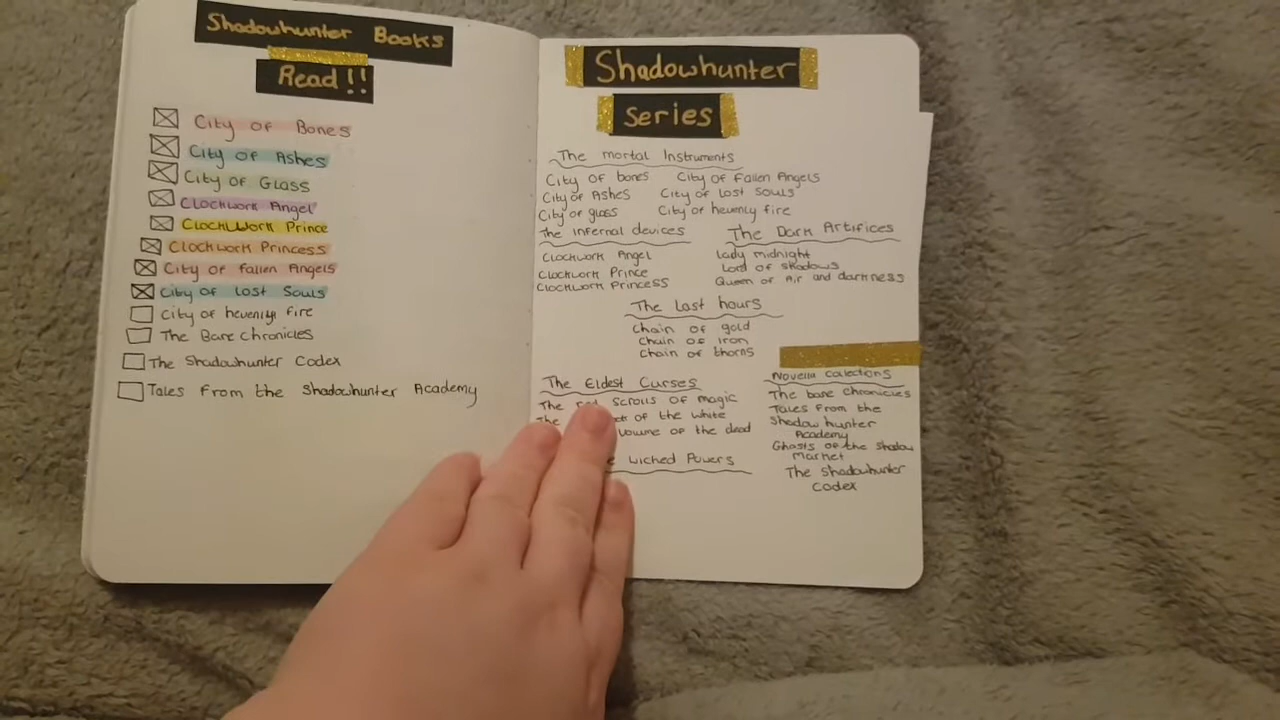 Shadowhunter Books
Read!!
City of Bones
City of Ashes
City of Glass
Clockwork Angel
Clockwork Prince
Clockwork Princess
City of fallen Angels
City of lost Souls
City of hevenly fire
The Bane chronicles
The Shadowhunter Codex
Tales From the Shadowhunter Academy
Shadowhunter
Series
The mortal Instruments
City of bones City of Fallen Angels
City of Ashes City of Lost Souls
City of glass City of hevenly fire
The infernal devices
Clockwork Angel
Clockwork Prince
Clockwork Princess
The Dark Artifices
Lady midnight
Lord of shadows
Queen of Air and darkness
The Last hours
Chain of gold
Chain of Iron
Chain of thorns
The Eldest Curses
The red Scrolls of magic
The of the white
volume of the dead
wicked Powers
Novella calections
The bane chronicles
Tales From the
Shadow hunter
Academy
Ghosts of the Shadow
Market
The Shadowhunter
Codex